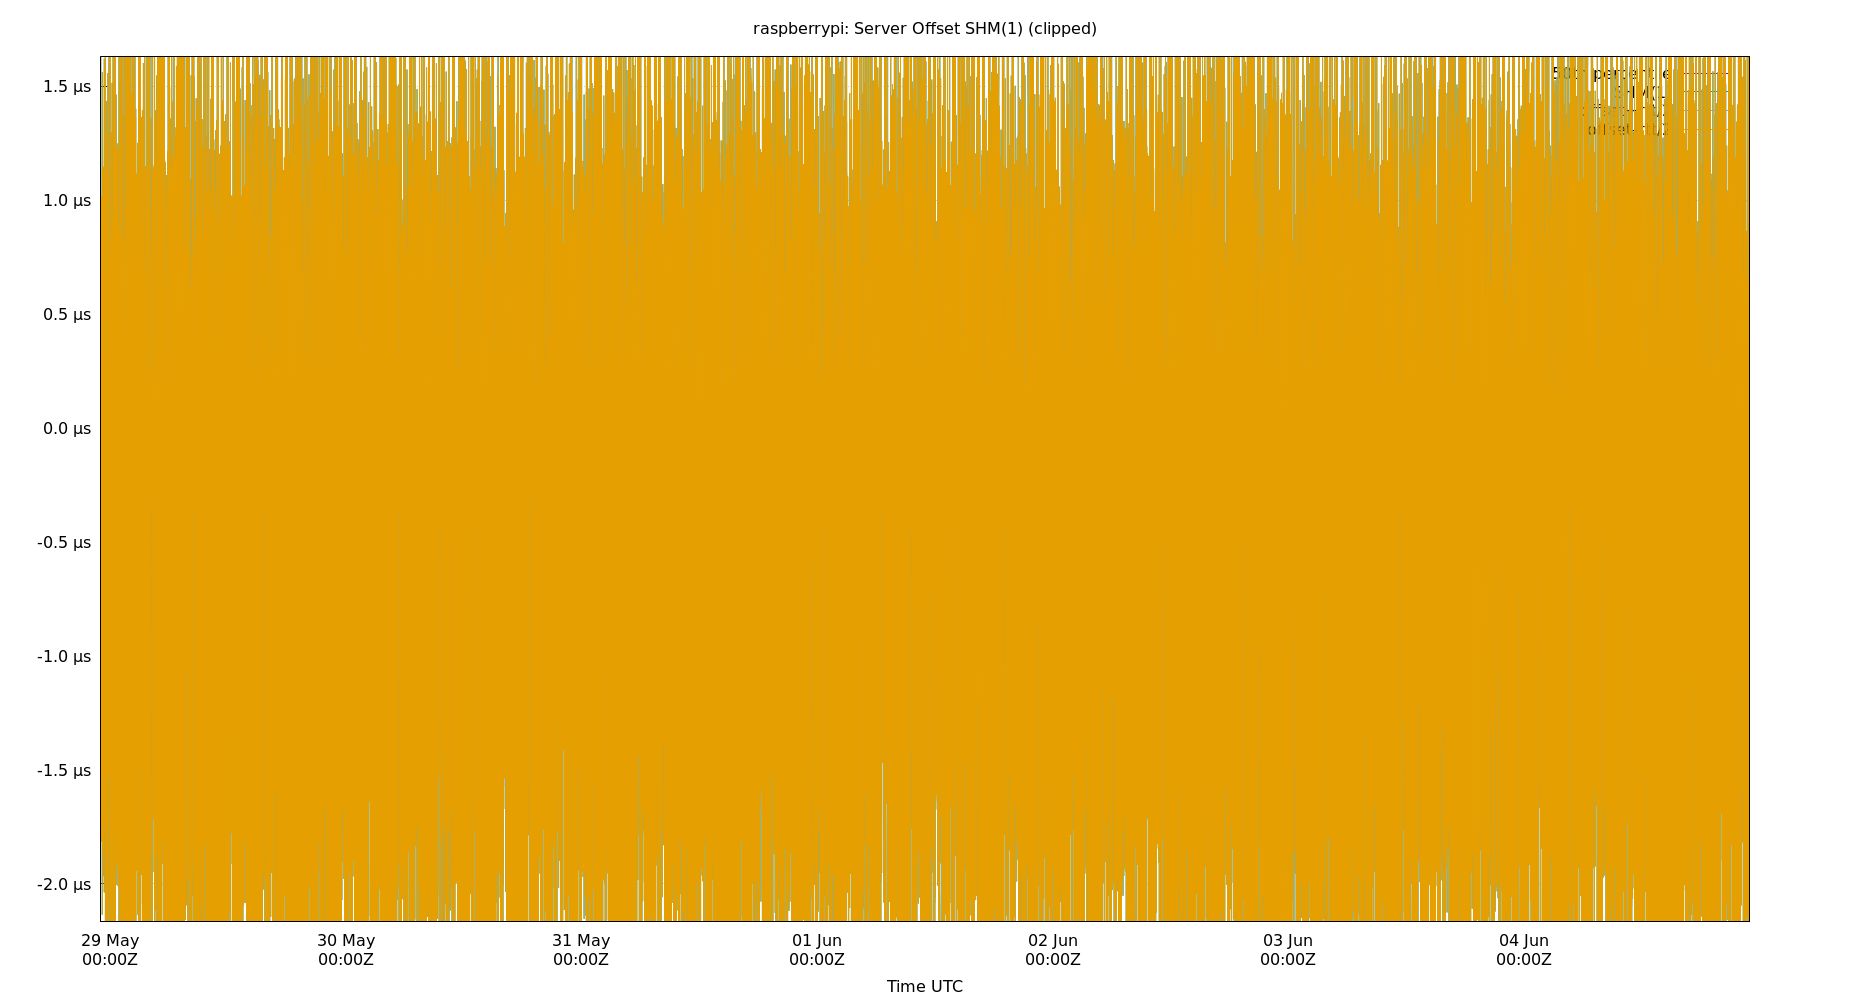 raspberrypi: Server Offset SHM(1) (clipped)
1.5 µs
1.0 µs
0.5 µs
0.0 µs
-0.5 µs
-1.0 µs
-1.5 µs
-2.0 µs
29 May 30 May 31 May 01 Jun 02 Jun 03 Jun 04 Jun
00:00Z 00:00Z 00:00Z 00:00Z 00:00Z 00:00Z 00:00Z
Time UTC